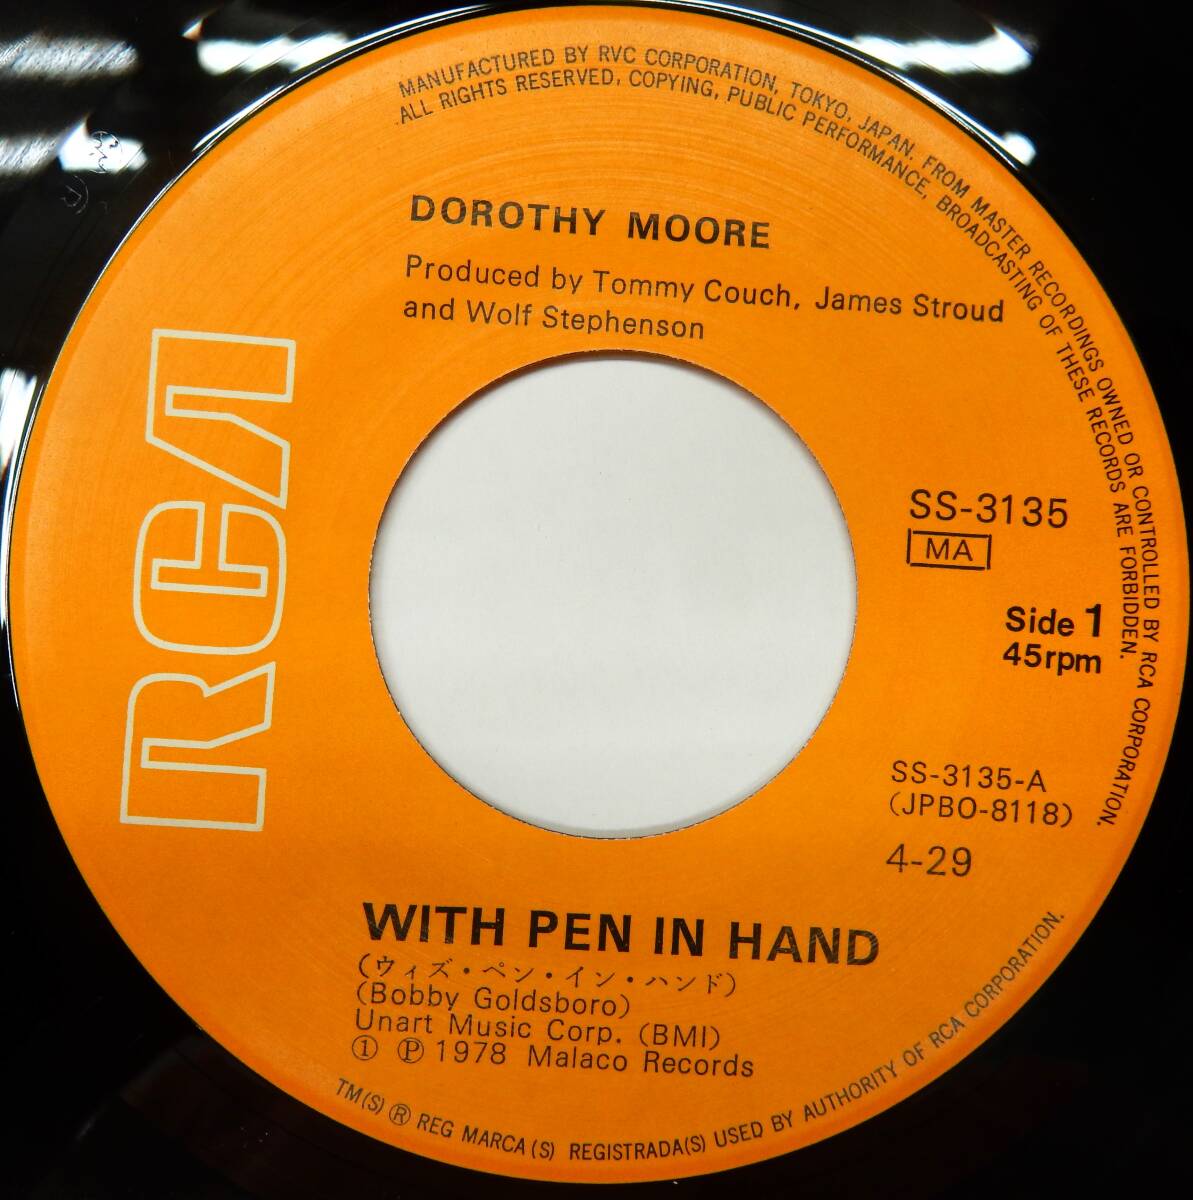 MANUFACTURED BY RVC CORPORATION, TOKYO, JAPAN. FROM MASTER RECORDINGS OWNED OR CONTROLLED BY RCA CORPORATION.
ALL RIGHTS RESERVED, COPYING, PUBLIC PERFORMANCE, BROADCASTING OF THESE RECORDS ARE FORBIDDEN.
DOROTHY MOORE
Produced by Tommy Couch, James Stroud
and Wolf Stephenson
RCA
SS-3135
MA
Side 1
45rpm
SS-3135-A
(JPBO-8118)
4-29
WITH PEN IN HAND
(ウィズ・ペン・イン・ハンド)
(Bobby Goldsboro)
Unart Music Corp. (BMI)
① Ⓟ 1978 Malaco Records
TM(S) ® REG MARCA(S) REGISTRADA(S) USED BY AUTHORITY OF RCA CORPORATION.